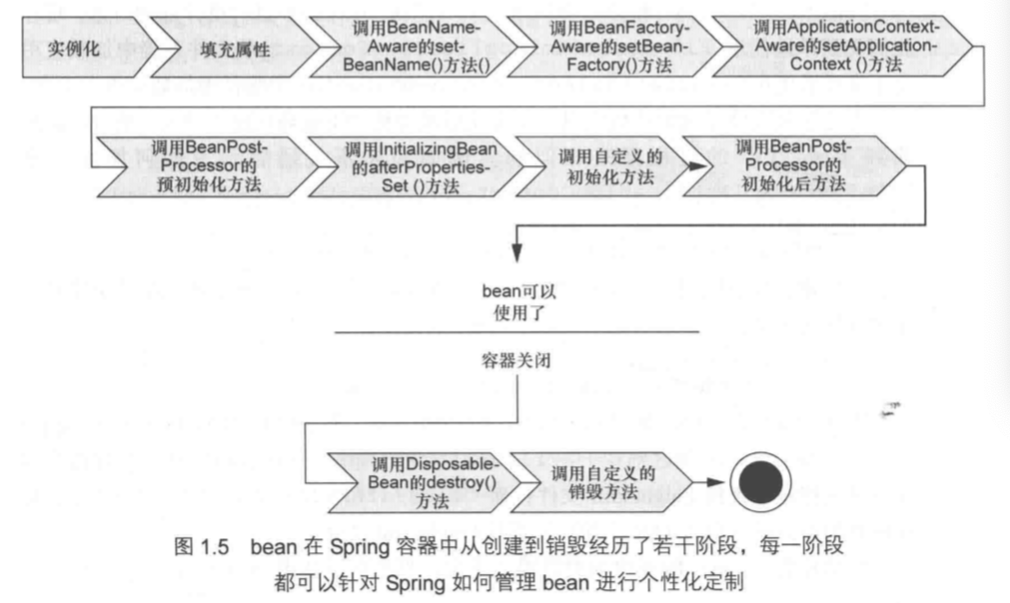 实例化
填充属性
调用BeanName-
Aware的set-
BeanName()方法()
调用BeanFactory-
Aware的setBean-
Factory()方法
调用ApplicationContext-
Aware的setApplication-
Context ()方法
调用BeanPost-
Processor的
预初始化方法
调用InitializingBean
的afterProperties-
Set ()方法
调用自定义的
初始化方法
调用BeanPost-
Processor的
初始化后方法
bean可以
使用了
容器关闭
调用Disposable-
Bean的destroy()
方法
调用自定义的
销毁方法
图 1.5 bean 在 Spring 容器中从创建到销毁经历了若干阶段，每一阶段
都可以针对 Spring 如何管理 bean 进行个性化定制